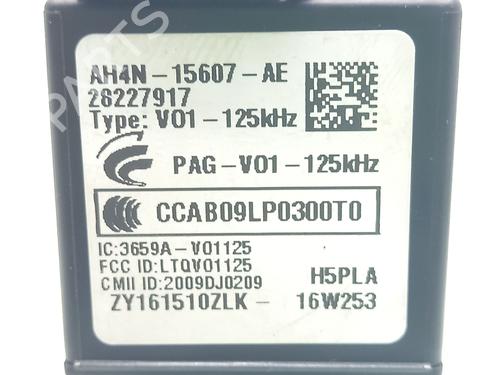 AH4N-15607-AE
28227917
Type: V01-125kHz
PAG-V01-125kHz
CCAB09LP0300T0
IC:3659A-V01125
FCC ID:LTQV01125
CMII ID:2009DJ0209
H5PLA
ZY161510ZLK- 16W253
PARTS